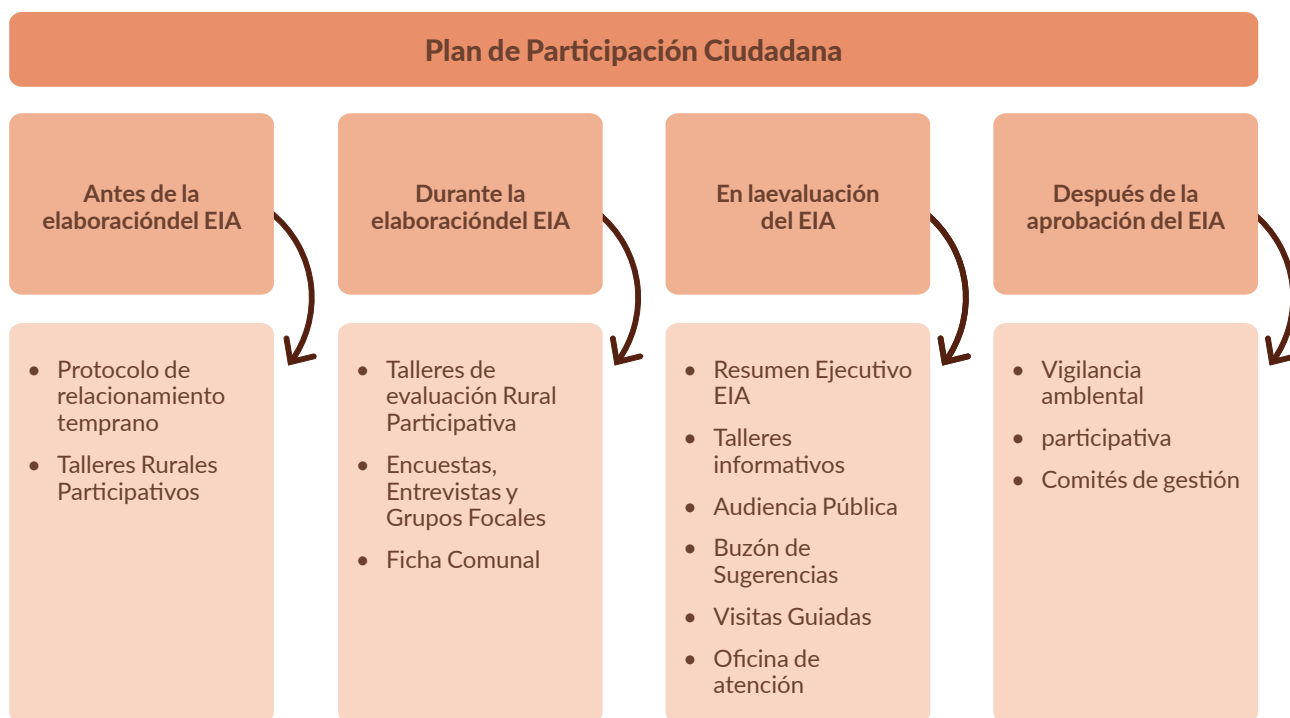 Plan de Participación Ciudadana
Antes de la
elaboracióndel EIA
• Protocolo de
relacionamiento
temprano
• Talleres Rurales
Participativos
Durante la
elaboracióndel EIA
• Talleres de
evaluación Rural
Participativa
• Encuestas,
Entrevistas y
Grupos Focales
• Ficha Comunal
En laevaluación
del EIA
• Resumen Ejecutivo
EIA
• Talleres
informativos
• Audiencia Pública
• Buzón de
Sugerencias
• Visitas Guiadas
• Oficina de
atención
Después de la
aprobación del EIA
• Vigilancia
amblental
• participativa
• Comités de gestión